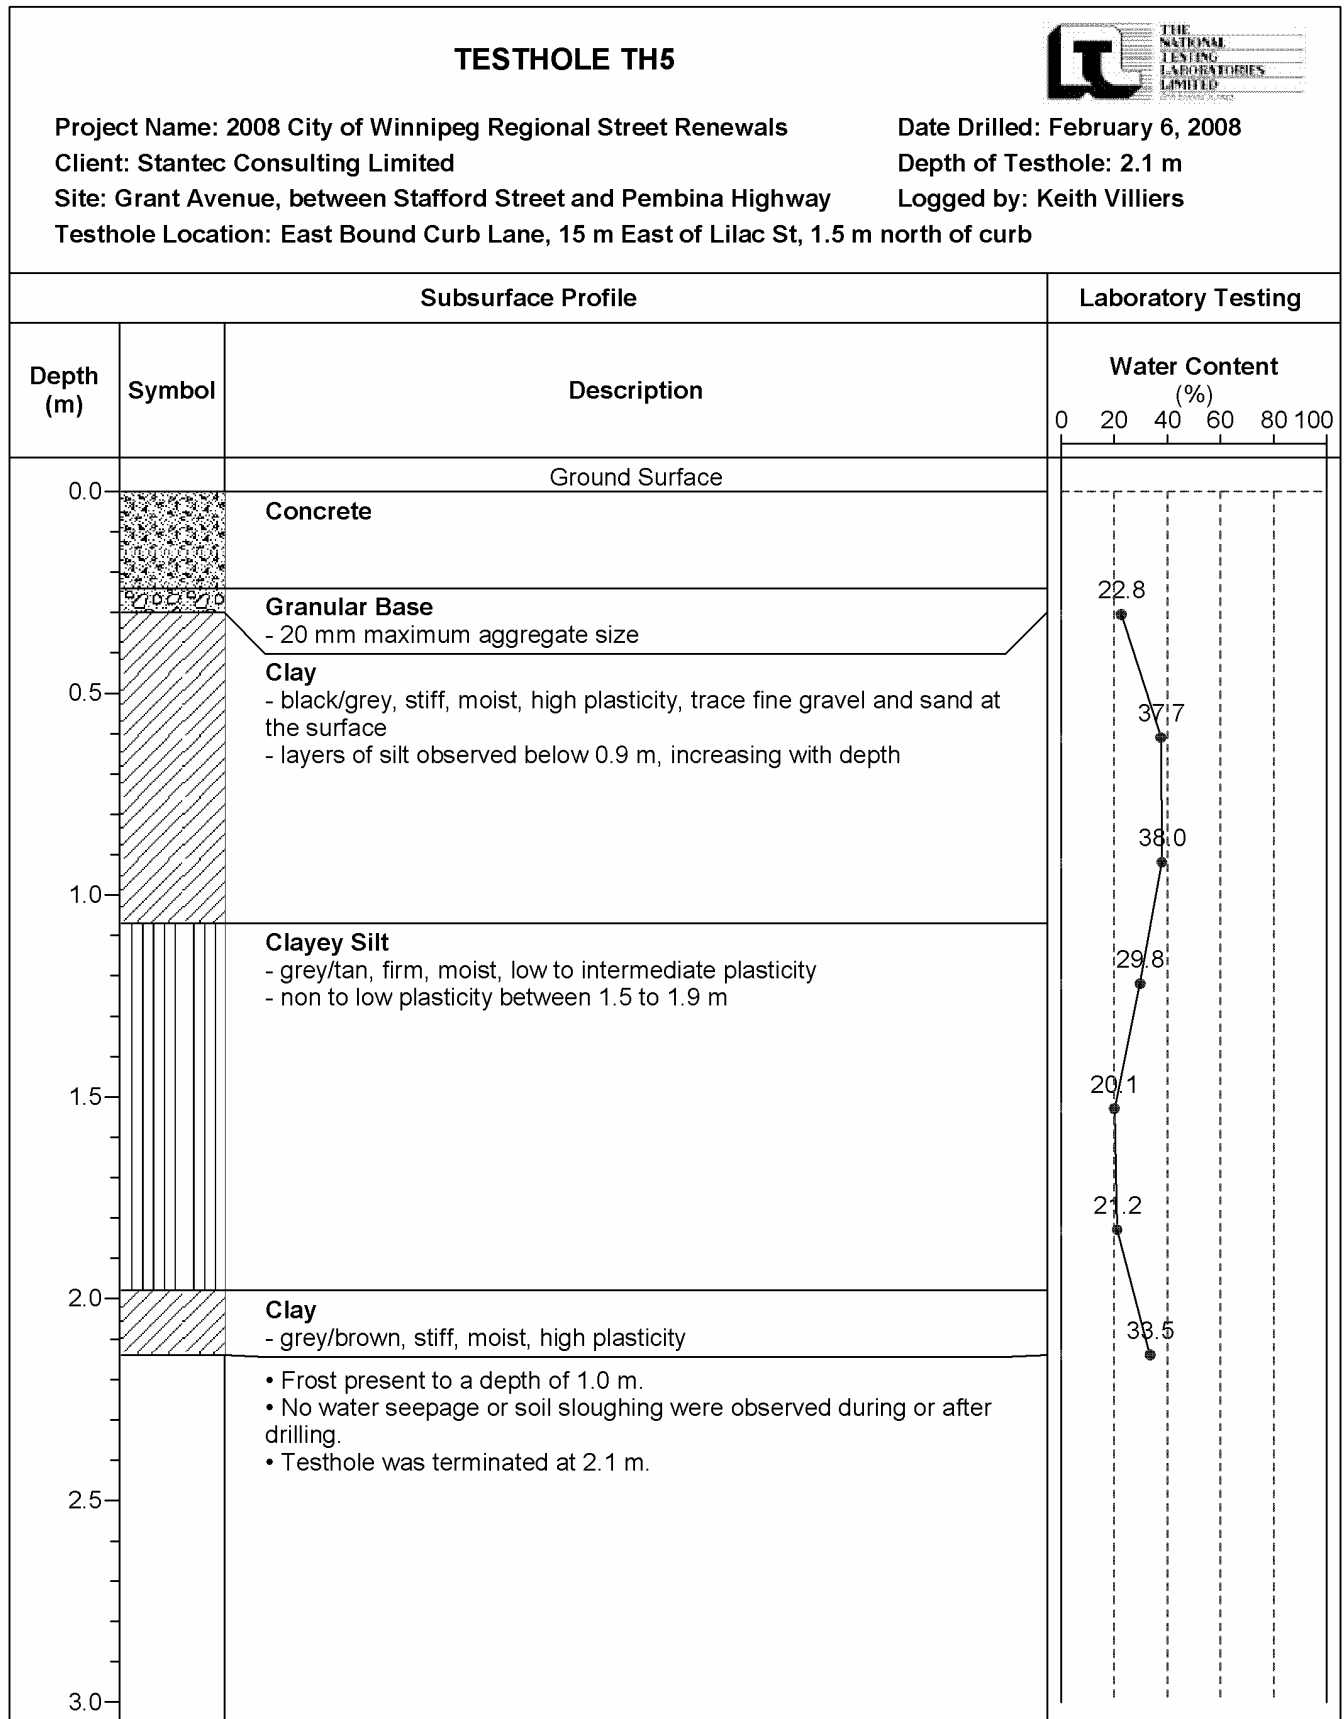 TESTHOLE TH5
THE
NATIONAL
TESTING
LABORATORIES
LIMITED
Project Name: 2008 City of Winnipeg Regional Street Renewals
Date Drilled: February 6, 2008
Client: Stantec Consulting Limited
Depth of Testhole: 2.1 m
Site: Grant Avenue, between Stafford Street and Pembina Highway
Logged by: Keith Villiers
Testhole Location: East Bound Curb Lane, 15 m East of Lilac St, 1.5 m north of curb
Subsurface Profile
Laboratory Testing
Depth
(m)
Symbol
Description
Water Content
(%)
0 20 40 60 80 100
Ground Surface
0.0
Concrete
22.8
Granular Base
- 20 mm maximum aggregate size
Clay
0.5
- black/grey, stiff, moist, high plasticity, trace fine gravel and sand at
the surface
37.7
- layers of silt observed below 0.9 m, increasing with depth
38.0
1.0
Clayey Silt
- grey/tan, firm, moist, low to intermediate plasticity
29.8
- non to low plasticity between 1.5 to 1.9 m
1.5
20.1
21.2
2.0
Clay
- grey/brown, stiff, moist, high plasticity
33.5
• Frost present to a depth of 1.0 m.
• No water seepage or soil sloughing were observed during or after
drilling.
• Testhole was terminated at 2.1 m.
2.5
3.0